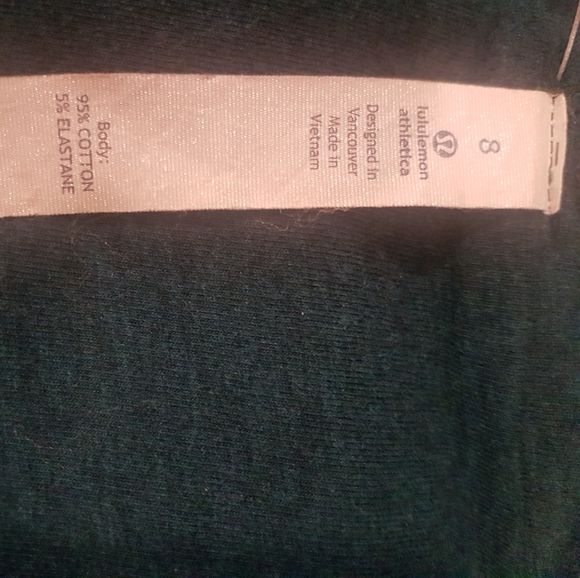 8
lululemon
athletica
Designed in
Vancouver
Made in
Vietnam
Body:
95% COTTON
5% ELASTANE